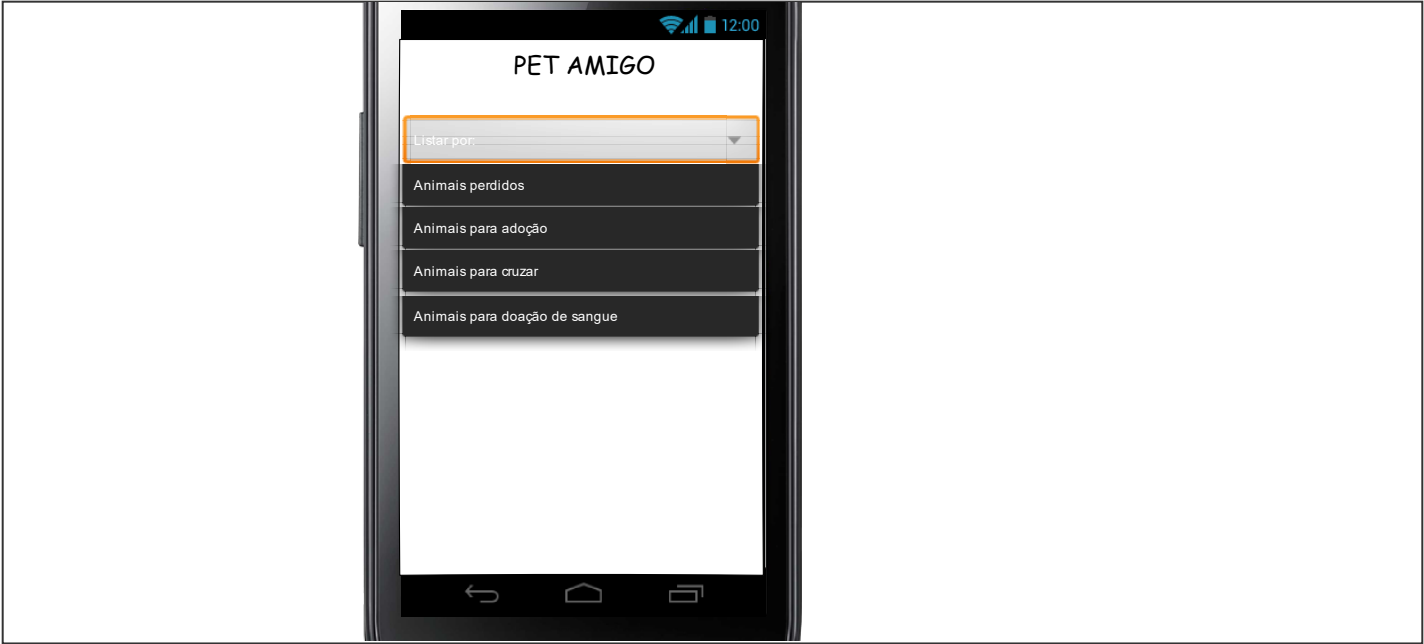 12:00
PET AMIGO
Listar por:
Animais perdidos
Animais para adoção
Animais para cruzar
Animais para doação de sangue